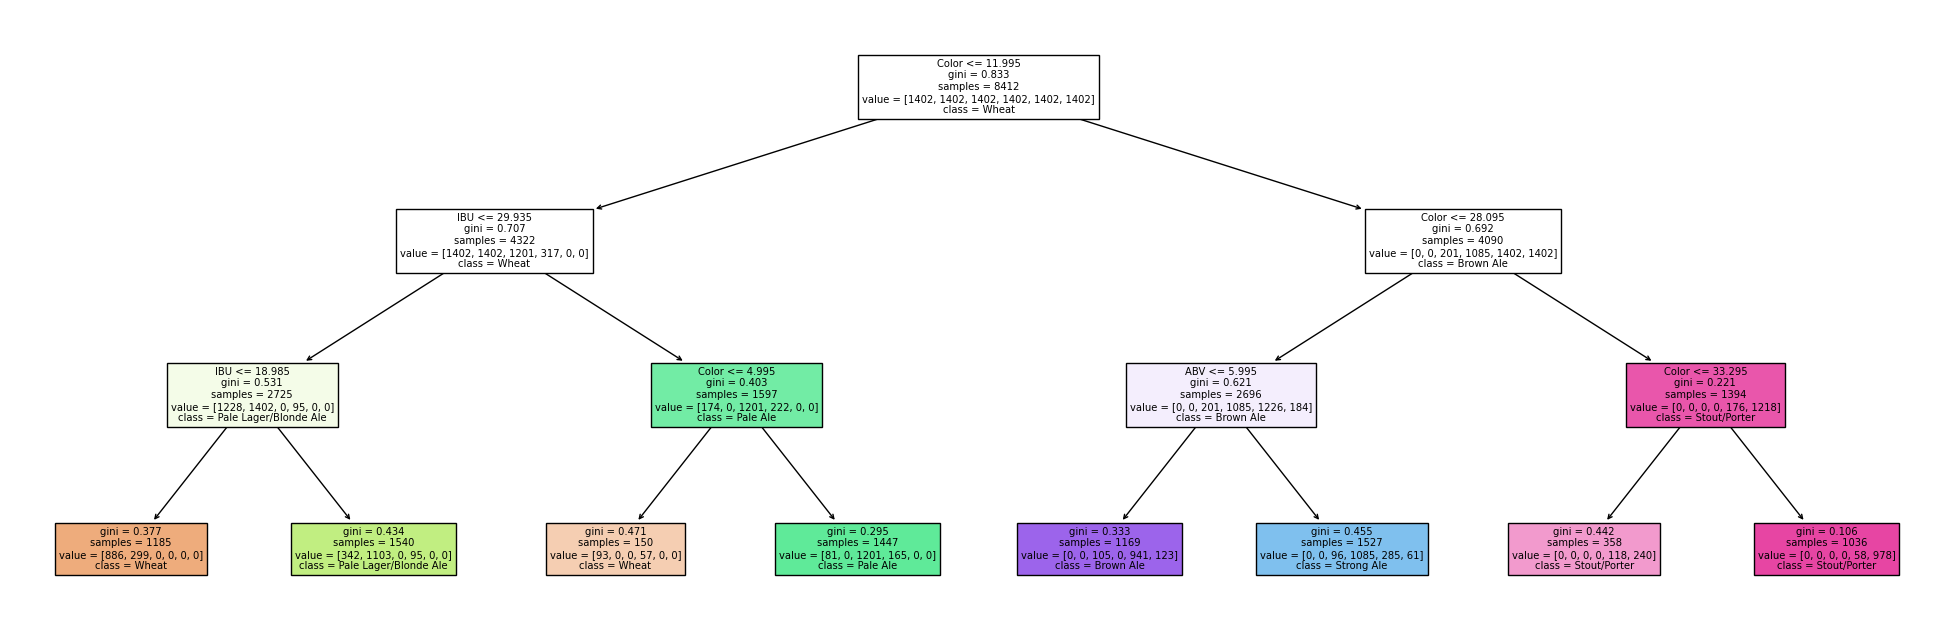 Color <= 11.995
gini = 0.833
samples = 8412
value = [1402, 1402, 1402, 1402, 1402, 1402]
class = Wheat
IBU <= 29.935
gini = 0.707
samples = 4322
value = [1402, 1402, 1201, 317, 0, 0]
class = Wheat
Color <= 28.095
gini = 0.692
samples = 4090
value = [0, 0, 201, 1085, 1402, 1402]
class = Brown Ale
IBU <= 18.985
gini = 0.531
samples = 2725
value = [1228, 1402, 0, 95, 0, 0]
class = Pale Lager/Blonde Ale
Color <= 4.995
gini = 0.403
samples = 1597
value = [174, 0, 1201, 222, 0, 0]
class = Pale Ale
ABV <= 5.995
gini = 0.621
samples = 2696
value = [0, 0, 201, 1085, 1226, 184]
class = Brown Ale
Color <= 33.295
gini = 0.221
samples = 1394
value = [0, 0, 0, 0, 176, 1218]
class = Stout/Porter
gini = 0.377
samples = 1185
value = [886, 299, 0, 0, 0, 0]
class = Wheat
gini = 0.434
samples = 1540
value = [342, 1103, 0, 95, 0, 0]
class = Pale Lager/Blonde Ale
gini = 0.471
samples = 150
value = [93, 0, 0, 57, 0, 0]
class = Wheat
gini = 0.295
samples = 1447
value = [81, 0, 1201, 165, 0, 0]
class = Pale Ale
gini = 0.333
samples = 1169
value = [0, 0, 105, 0, 941, 123]
class = Brown Ale
gini = 0.455
samples = 1527
value = [0, 0, 96, 1085, 285, 61]
class = Strong Ale
gini = 0.442
samples = 358
value = [0, 0, 0, 0, 118, 240]
class = Stout/Porter
gini = 0.106
samples = 1036
value = [0, 0, 0, 0, 58, 978]
class = Stout/Porter